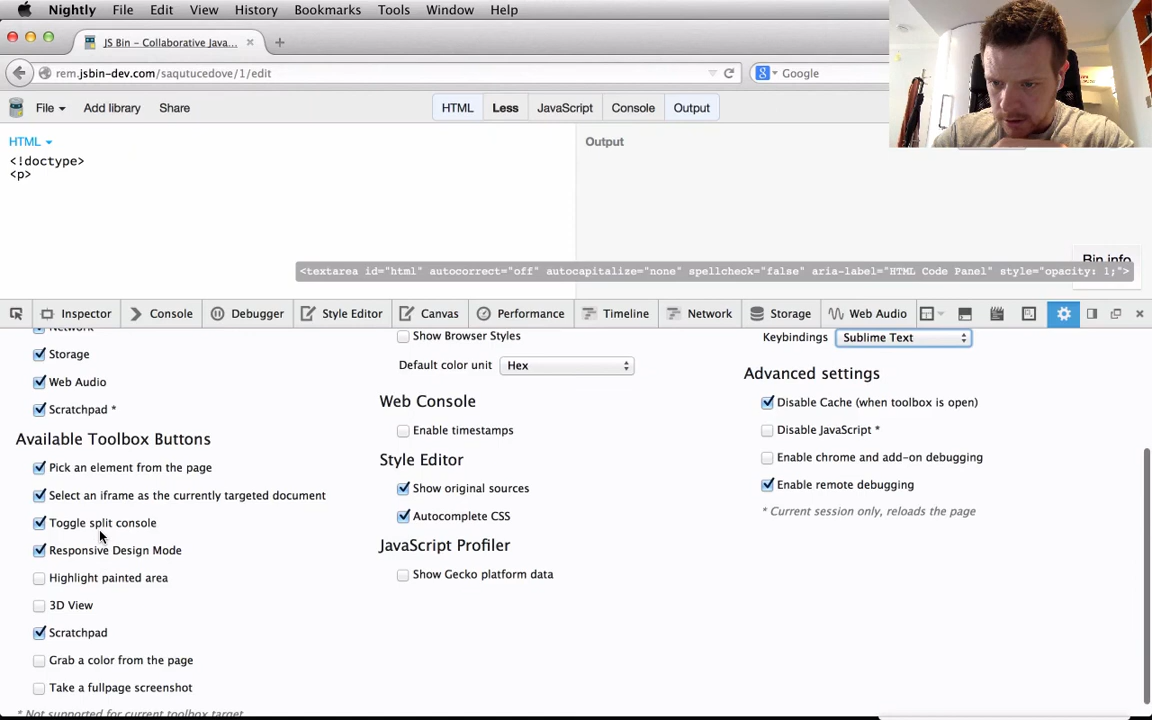 Nightly File Edit View History Bookmarks Tools Window Help
JS Bin – Collaborative Java...
rem.jsbin-dev.com/saqutucedove/1/edit
Google
File Add library Share HTML Less JavaScript Console Output
HTML
Output
<!doctype>
<p>
Bin info
<textarea id="html" autocorrect="off" autocapitalize="none" spellcheck="false" aria-label="HTML Code Panel" style="opacity: 1;">
Inspector Console Debugger Style Editor Canvas Performance Timeline Network Storage Web Audio
Network
Storage
Web Audio
Scratchpad *
Available Toolbox Buttons
Pick an element from the page
Select an iframe as the currently targeted document
Toggle split console
Responsive Design Mode
Highlight painted area
3D View
Scratchpad
Grab a color from the page
Take a fullpage screenshot
* Not supported for current toolbox target
Show Browser Styles
Default color unit Hex
Web Console
Enable timestamps
Style Editor
Show original sources
Autocomplete CSS
JavaScript Profiler
Show Gecko platform data
Keybindings Sublime Text
Advanced settings
Disable Cache (when toolbox is open)
Disable JavaScript *
Enable chrome and add-on debugging
Enable remote debugging
* Current session only, reloads the page